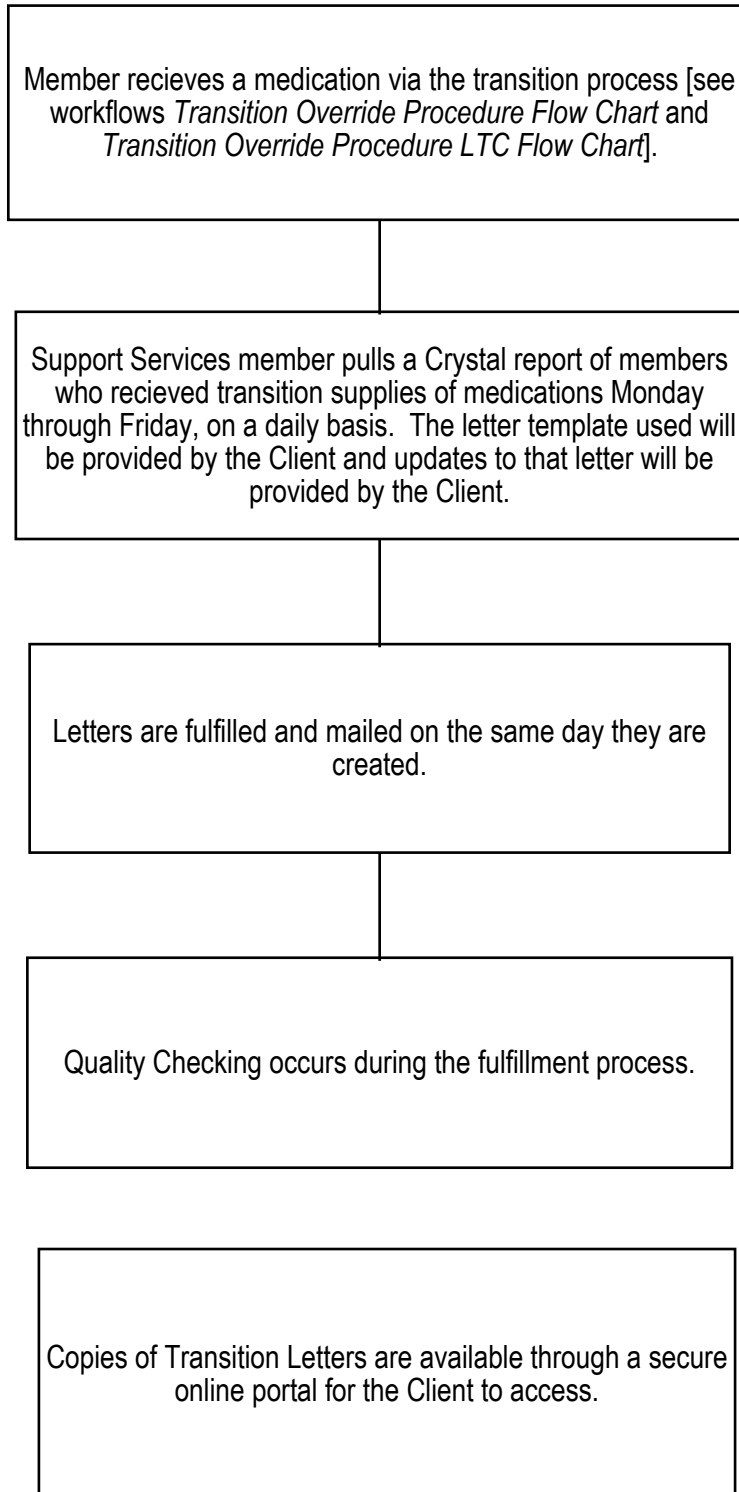 Member recieves a medication via the transition process [see
workflows Transition Override Procedure Flow Chart and
Transition Override Procedure LTC Flow Chart].
Support Services member pulls a Crystal report of members
who recieved transition supplies of medications Monday
through Friday, on a daily basis.  The letter template used will
be provided by the Client and updates to that letter will be
provided by the Client.
Letters are fulfilled and mailed on the same day they are
created.
Quality Checking occurs during the fulfillment process.
Copies of Transition Letters are available through a secure
online portal for the Client to access.